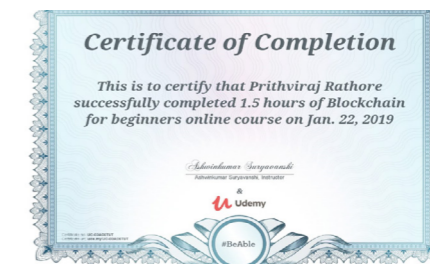 Certificate of Completion
This is to certify that Prithviraj Rathore
successfully completed 1.5 hours of Blockchain
for beginners online course on Jan. 22, 2019
Ashwinkumar Suryavanshi
Ashwinkumar Suryavanshi, Instructor
&
Udemy
#BeAble